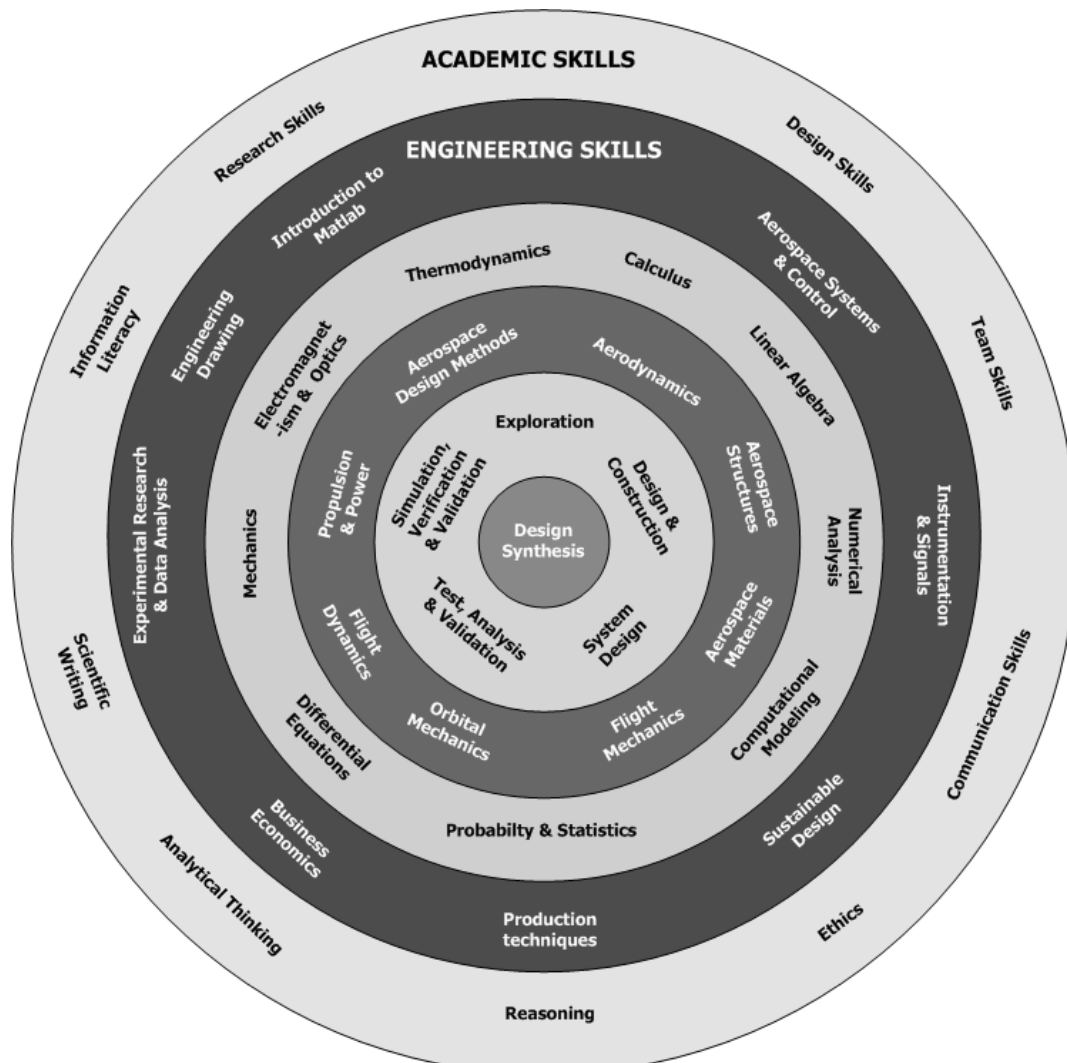 ACADEMIC SKILLS
Research Skills
Design Skills
Information
Literacy
Team Skills
Scientific
Writing
Communication Skills
Analytical Thinking
Ethics
Reasoning
ENGINEERING SKILLS
Introduction to
Matlab
Aerospace Systems
& Control
Engineering
Drawing
Experimental Research
& Data Analysis
Instrumentation
& Signals
Business
Economics
Sustainable
Design
Production
techniques
Thermodynamics
Calculus
Electromagnet
-ism & Optics
Linear Algebra
Mechanics
Numerical
Analysis
Differential
Equations
Computational
Modeling
Probabilty & Statistics
Aerospace
Design Methods
Aerodynamics
Propulsion
& Power
Aerospace
Structures
Flight
Dynamics
Aerospace
Materials
Orbital
Mechanics
Flight
Mechanics
Exploration
Simulation,
Verification
& Validation
Design &
Construction
Test, Analysis
& Validation
System
Design
Design
Synthesis